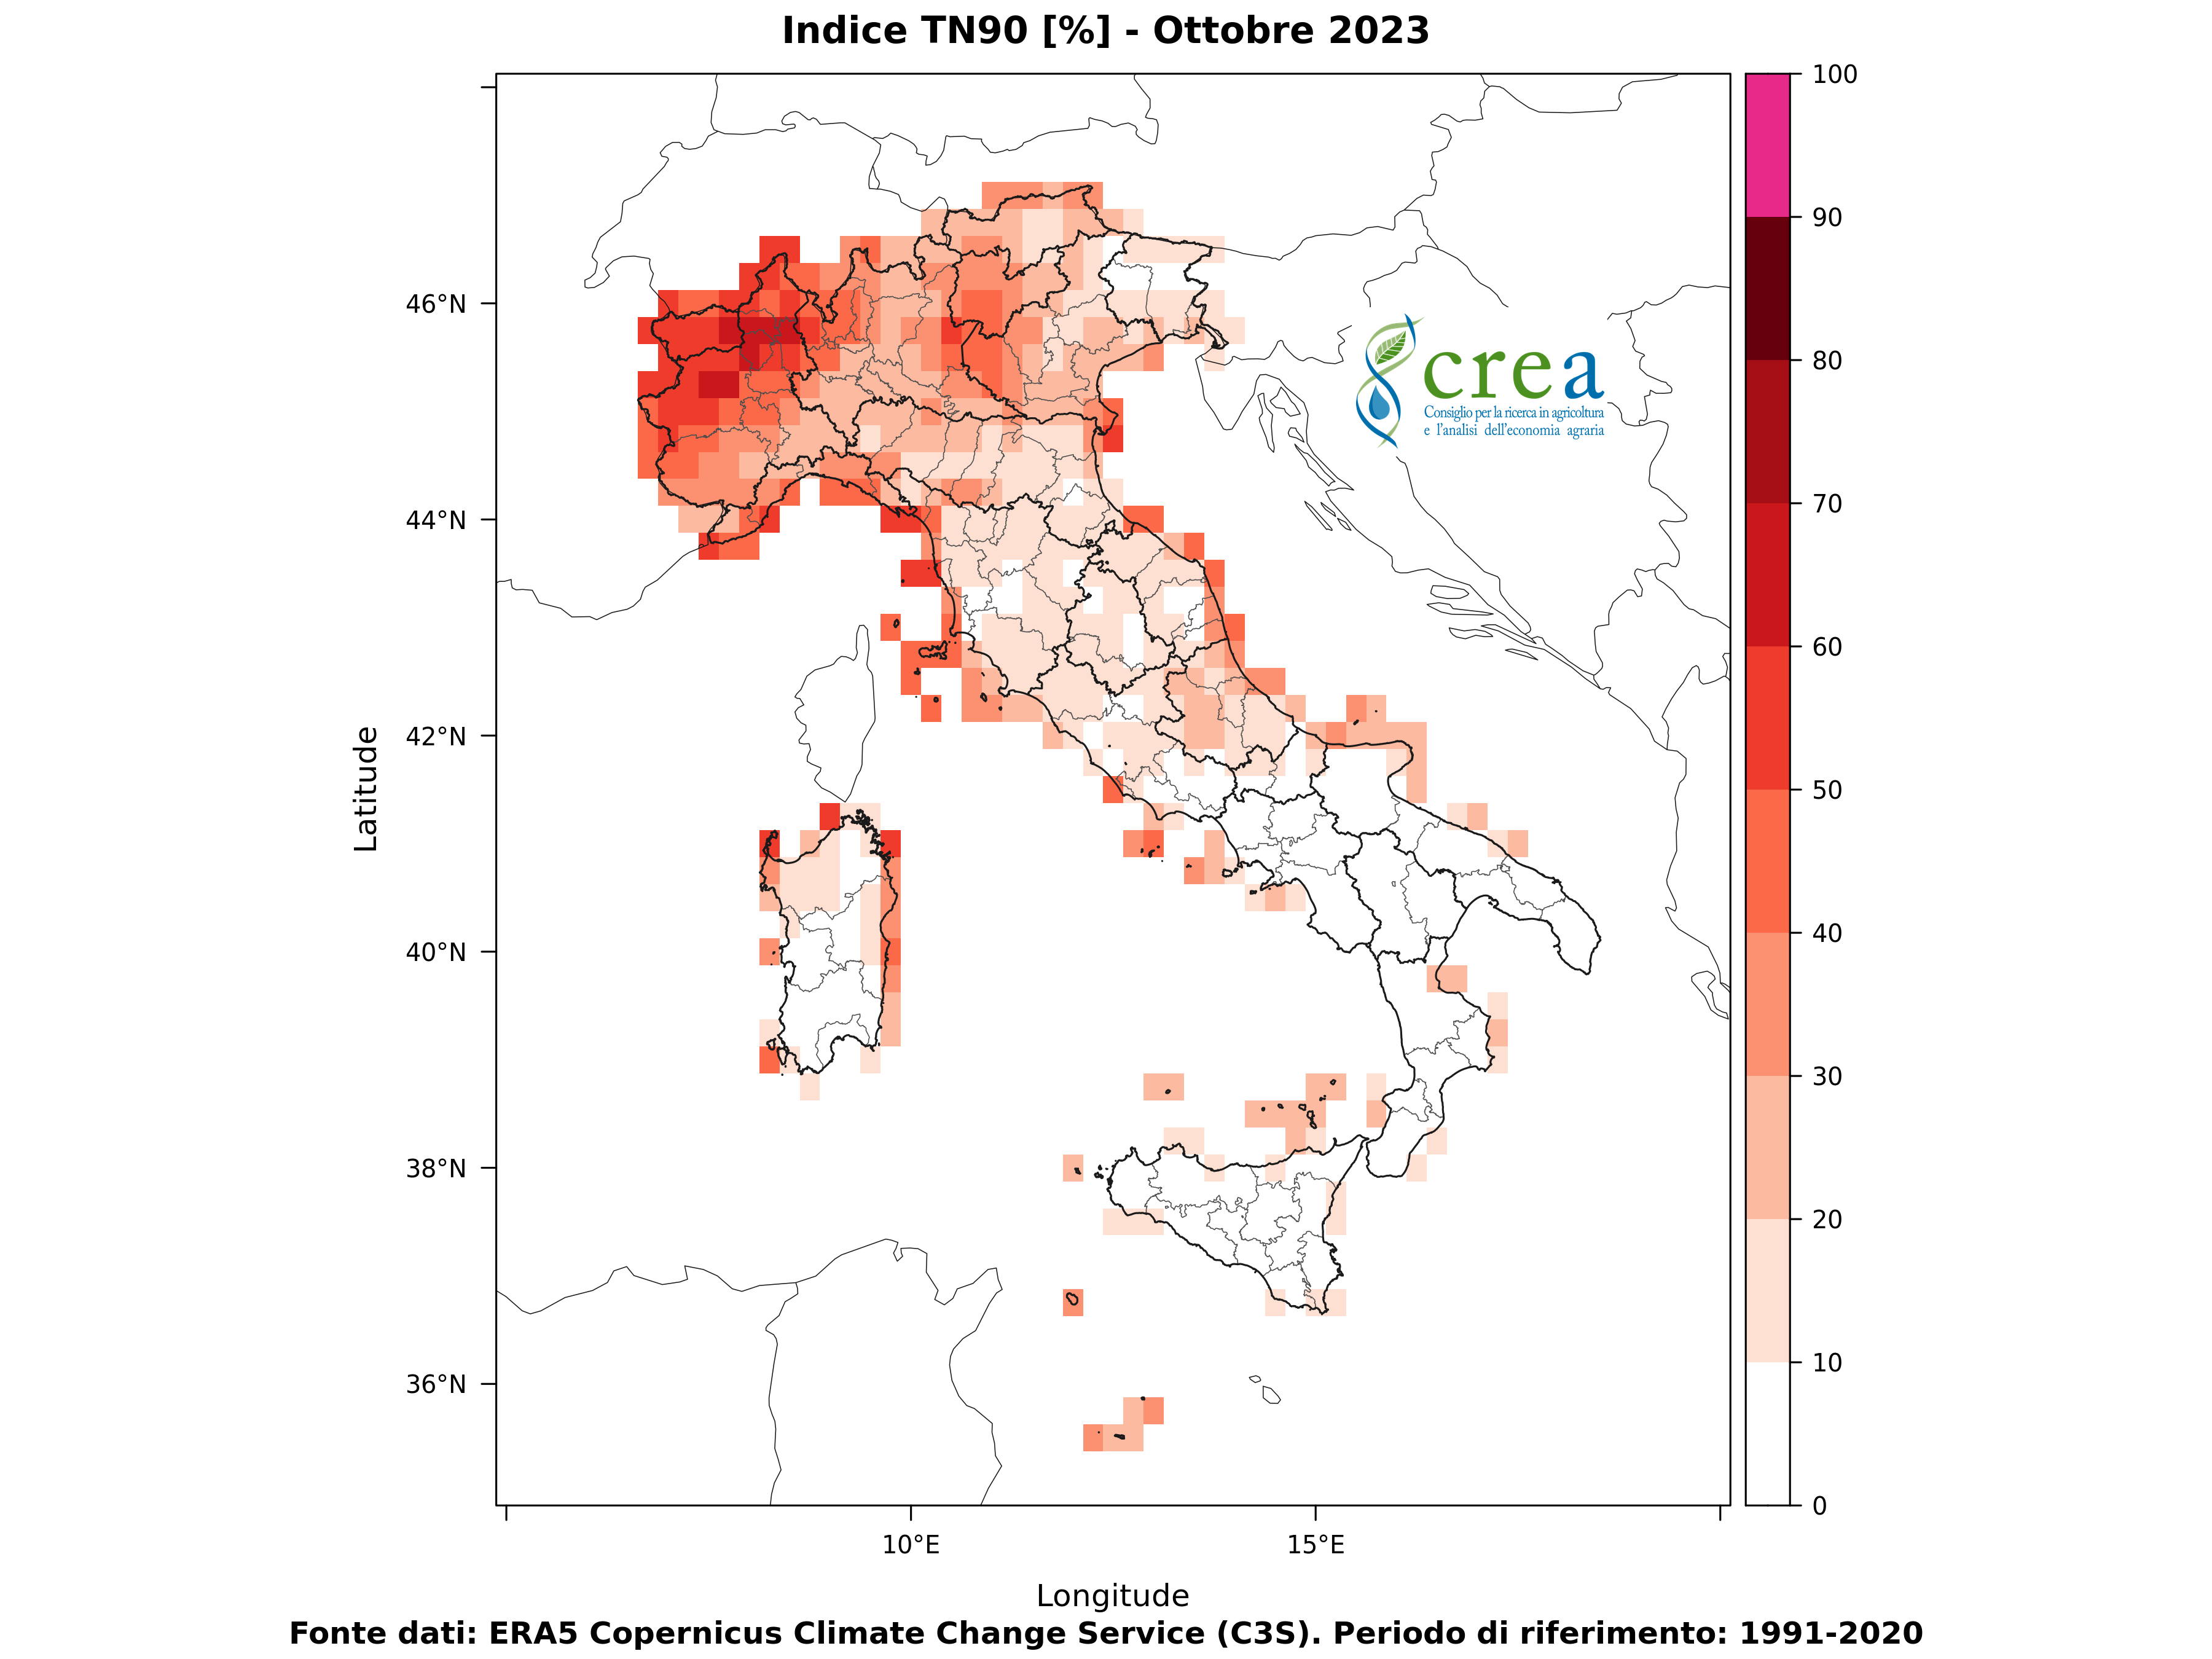 Indice TN90 [%] - Ottobre 2023
100
90
80
70
60
50
40
30
20
10
0
46°N
44°N
42°N
40°N
38°N
36°N
Latitude
crea
Consiglio per la ricerca in agricoltura
e l'analisi dell'economia agraria
10°E
15°E
Longitude
Fonte dati: ERA5 Copernicus Climate Change Service (C3S). Periodo di riferimento: 1991-2020